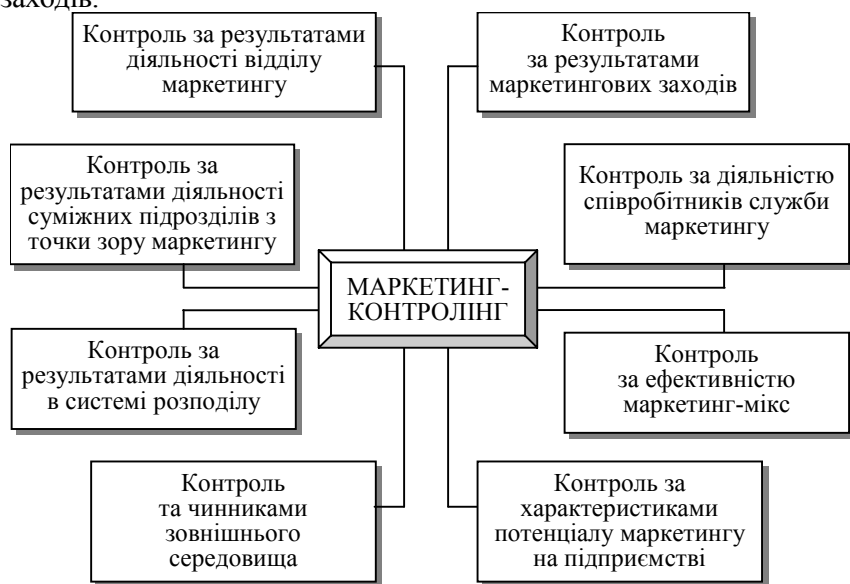 заходів.
Контроль за результатами
діяльності відділу
маркетингу
Контроль
за результатами
маркетингових заходів
Контроль за
результатами діяльності
суміжних підрозділів з
точки зору маркетингу
Контроль за діяльністю
співробітників служби
маркетингу
МАРКЕТИНГ-
КОНТРОЛІНГ
Контроль за
результатами діяльності
в системі розподілу
Контроль
за ефективністю
маркетинг-мікс
Контроль
та чинниками
зовнішнього
середовища
Контроль за
характеристиками
потенціалу маркетингу
на підприємстві